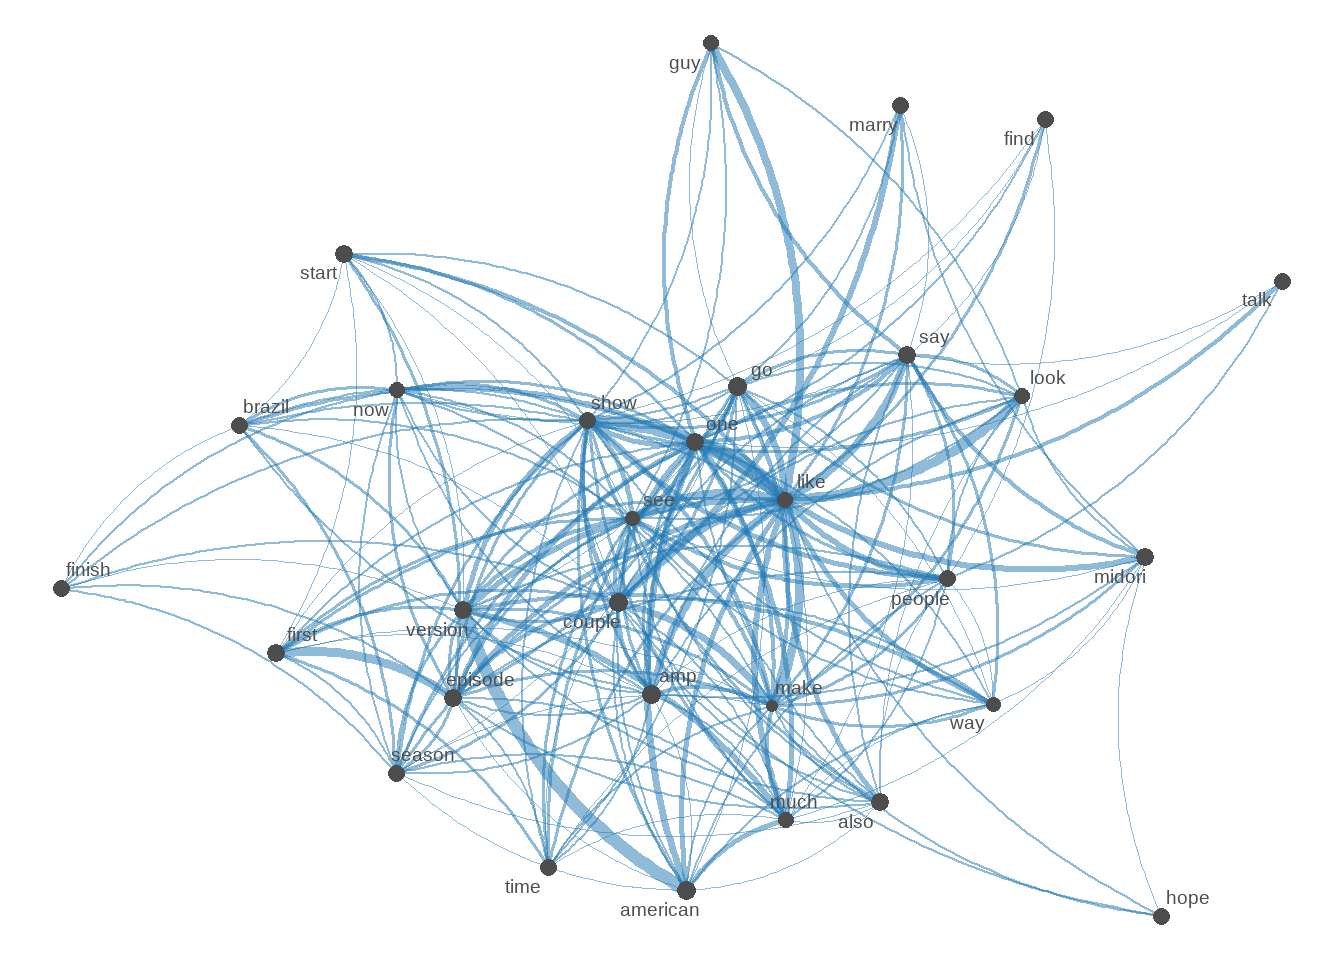 guy
marry
find
start
talk
say
go
look
brazil
now
show
one
like
see
finish
midori
people
first
version
couple
episode
amp
make
way
season
much
also
time
american
hope